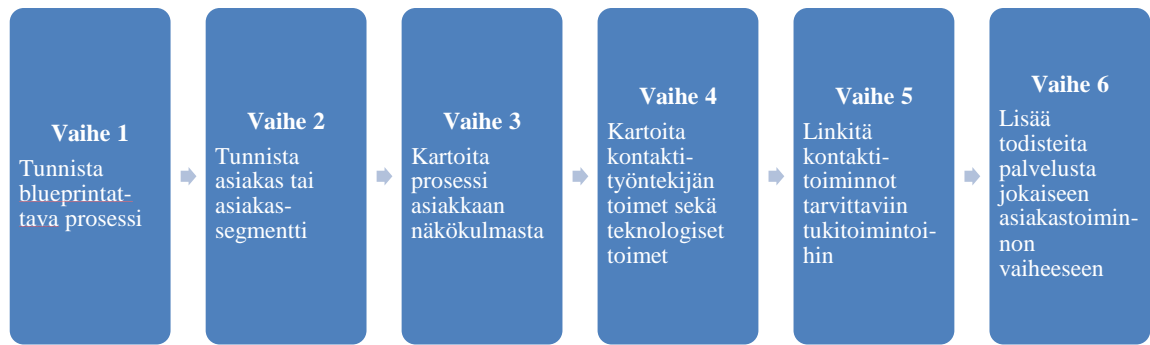 Vaihe 1
Tunnista
blueprintat-
tava prosessi
Vaihe 2
Tunnista
asiakas tai
asiakas-
segmentti
Vaihe 3
Kartoita
prosessi
asiakkaan
näkökulmasta
Vaihe 4
Kartoita
kontakti-
työntekijän
toimet sekä
teknologiset
toimet
Vaihe 5
Linkitä
kontakti-
toiminnot
tarvittaviin
tukitoimintoi-
hin
Vaihe 6
Lisää
todisteita
palvelusta
jokaiseen
asiakastoimin-
non
vaiheeseen